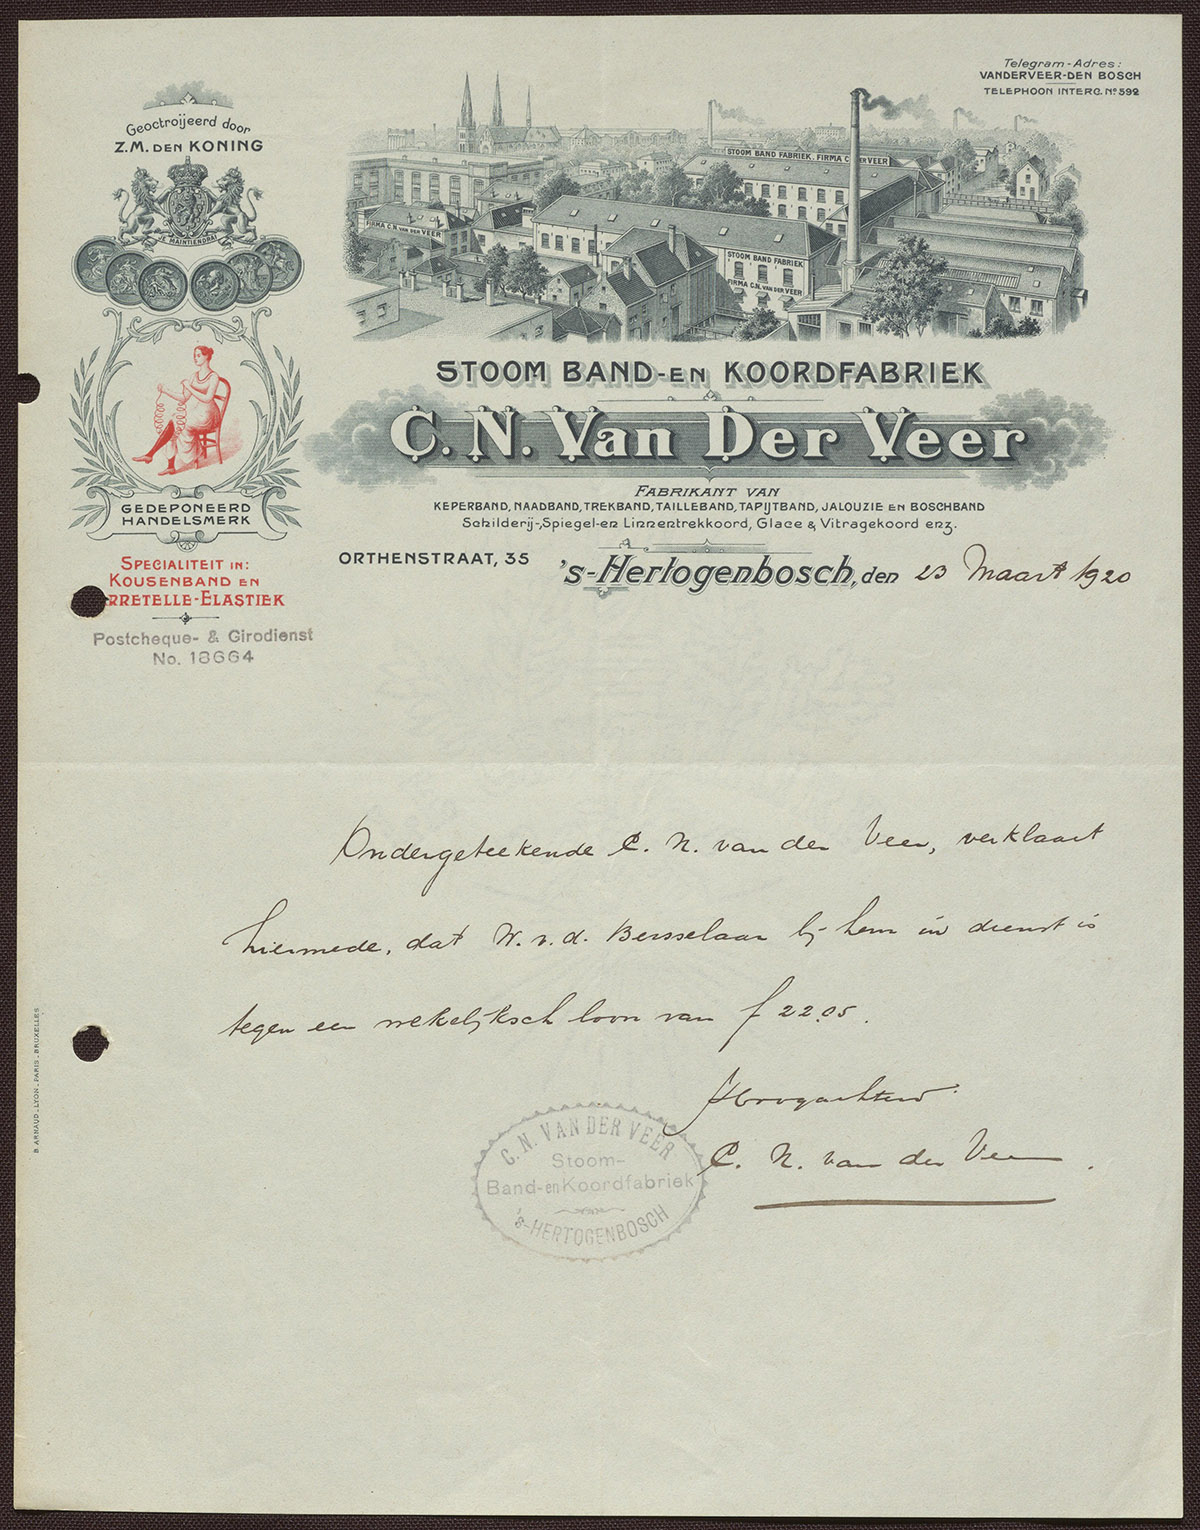 Telegram-Adres:
VANDERVEER-DEN BOSCH
TELEPHOON INTERC. No. 592
Geoctroijeerd door
Z.M. DEN KONING
JE MAINTIENDRAI
STOOM BAND FABRIEK. FIRMA C.N. VAN DER VEER
FIRMA C.N. VAN DER VEER
STOOM BAND FABRIEK
FIRMA C.N. VAN DER VEER
STOOM BAND-EN KOORDFABRIEK
C. N. Van Der Veer
FABRIKANT VAN
KEPERBAND, NAADBAND, TREKBAND, TAILLEBAND, TAPIJTBAND, JALOUZIE EN BOSCHBAND
Schilderij-, Spiegel-en Linnentrekkoord, Glace & Vitragekoord enz.
GEDEPONEERD
HANDELSMERK
SPECIALITEIT IN:
KOUSENBAND EN
RRETELLE-ELASTIEK
Postcheque- & Girodienst
No. 18664
ORTHENSTRAAT, 35
's-Hertogenbosch, den 23 Maart 1920
Ondergeteekende C. N. van der Veer, verklaart
hiermede, dat W. v. d. Bersselaar bij hem in dienst is
tegen een wekelijksch loon van f 22.05.
Hoogachtend
C. N. van der Veer.
C. N. VAN DER VEER
Stoom-
Band-en Koordfabriek
's-HERTOGENBOSCH
B. ARNAUD_LYON_PARIS_BRUXELLES